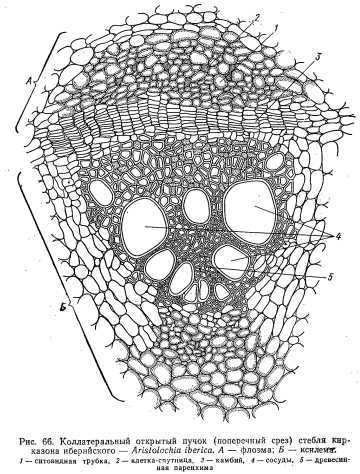 2
1
А
3
4
5
Б
Рис. 66. Коллатеральный открытый пучок (поперечный срез) стебля кир-
казона иберийского — Aristolochia iberica. А — флоэма; Б — ксилема.
1 — ситовидная трубка, 2 — клетка-спутница, 3 — камбий, 4 — сосуды, 5 — древесин-
ная паренхима